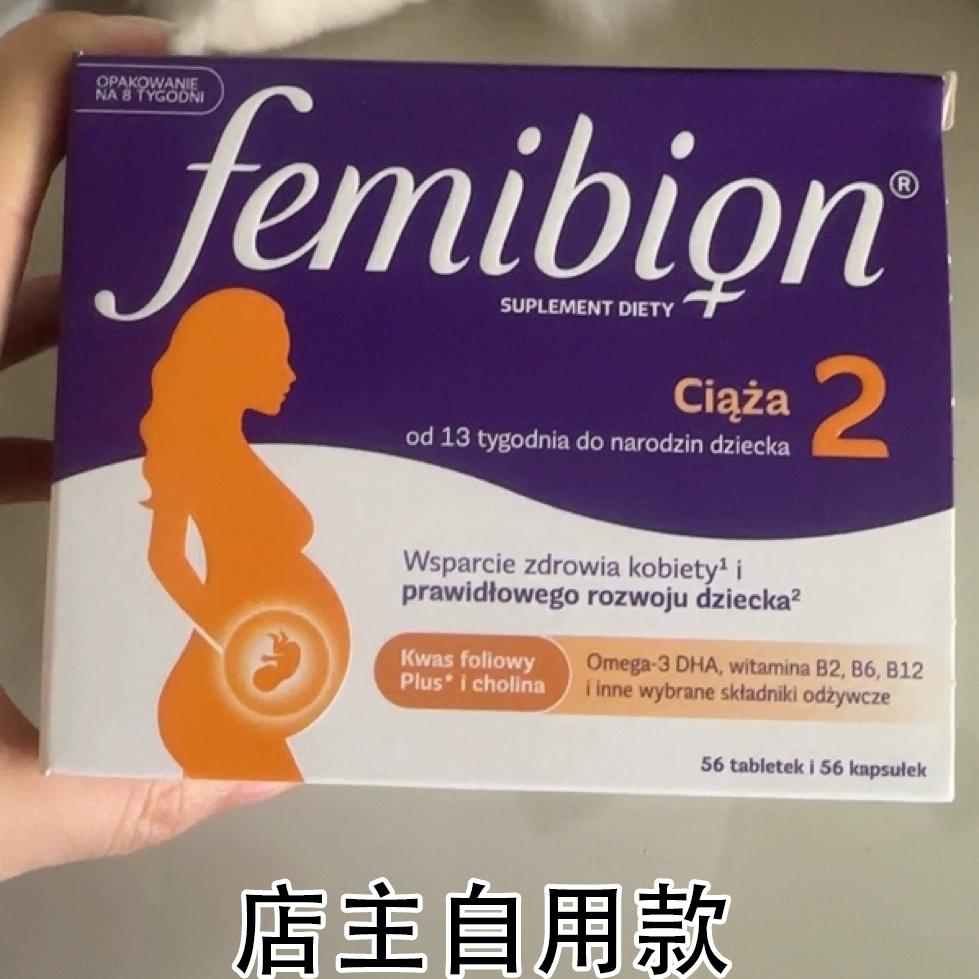 OPAKOWANIE
NA 8 TYGODNI
femibion®
SUPLEMENT DIETY
Ciąża 2
od 13 tygodnia do narodzin dziecka
Wsparcie zdrowia kobiety¹ i
prawidłowego rozwoju dziecka²
Kwas foliowy
Plus* i cholina
Omega-3 DHA, witamina B2, B6, B12
i inne wybrane składniki odżywcze
56 tabletek i 56 kapsułek
店主自用款